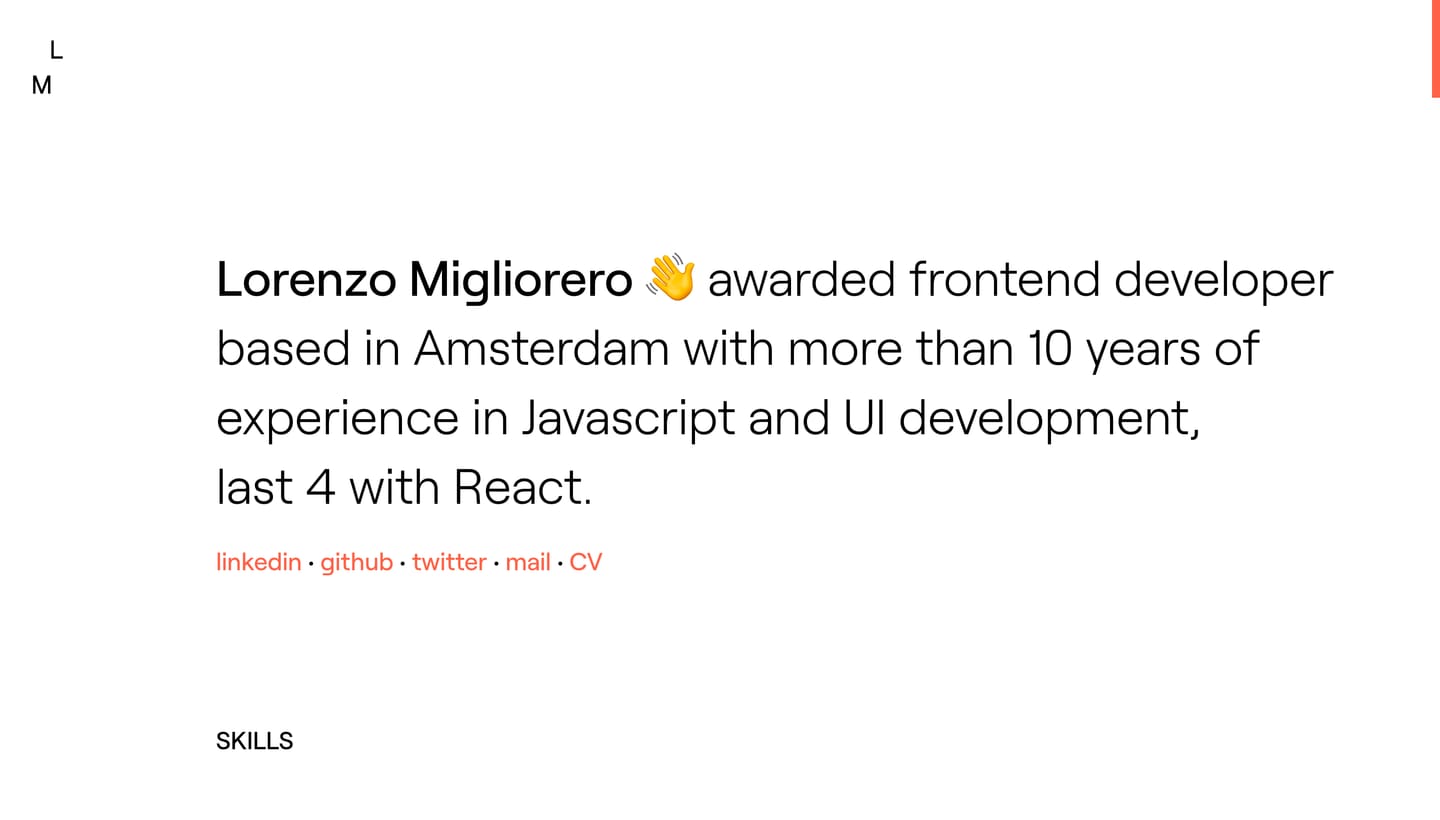 L
M
Lorenzo Migliorero 👋 awarded frontend developer
based in Amsterdam with more than 10 years of
experience in Javascript and UI development,
last 4 with React.
linkedin · github · twitter · mail · CV
SKILLS